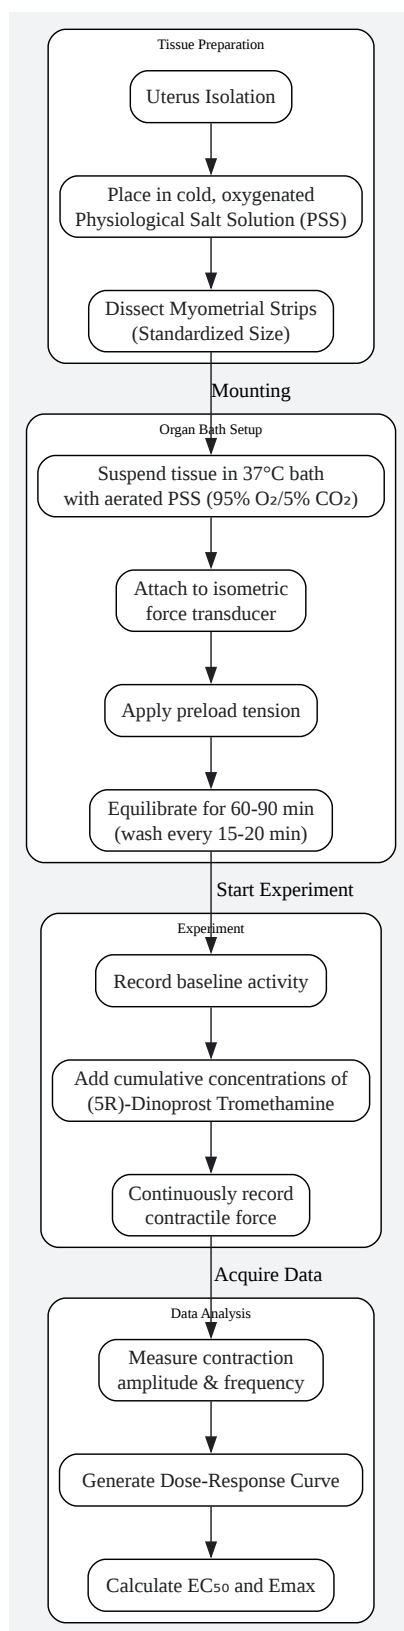 Tissue Preparation
Uterus Isolation
Place in cold, oxygenated
Physiological Salt Solution (PSS)
Dissect Myometrial Strips
(Standardized Size)
Mounting
Organ Bath Setup
Suspend tissue in 37°C bath
with aerated PSS (95% O₂/5% CO₂)
Attach to isometric
force transducer
Apply preload tension
Equilibrate for 60-90 min
(wash every 15-20 min)
Start Experiment
Experiment
Record baseline activity
Add cumulative concentrations of
(5R)-Dinoprost Tromethamine
Continuously record
contractile force
Acquire Data
Data Analysis
Measure contraction
amplitude & frequency
Generate Dose-Response Curve
Calculate EC₅₀ and Emax